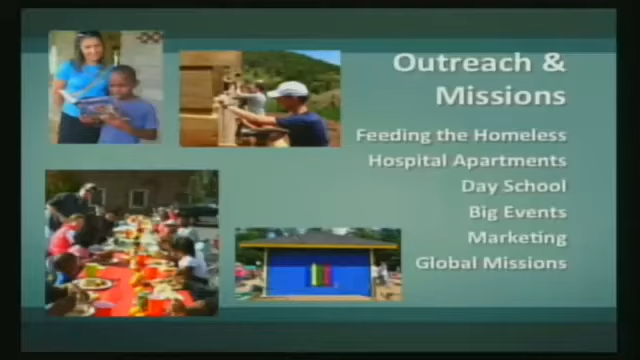 Outreach &
Missions
Feeding the Homeless
Hospital Apartments
Day School
Big Events
Marketing
Global Missions